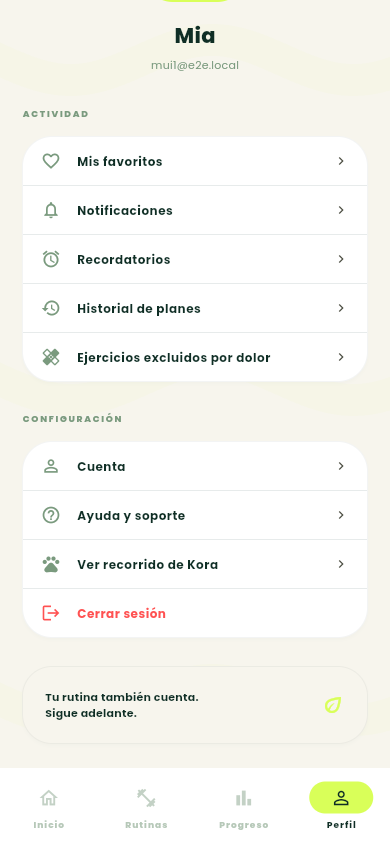 Mia
mui1@e2e.local
ACTIVIDAD
Mis favoritos
Notificaciones
Recordatorios
Historial de planes
Ejercicios excluidos por dolor
CONFIGURACIÓN
Cuenta
Ayuda y soporte
Ver recorrido de Kora
Cerrar sesión
Tu rutina también cuenta.
Sigue adelante.
Inicio
Rutinas
Progreso
Perfil